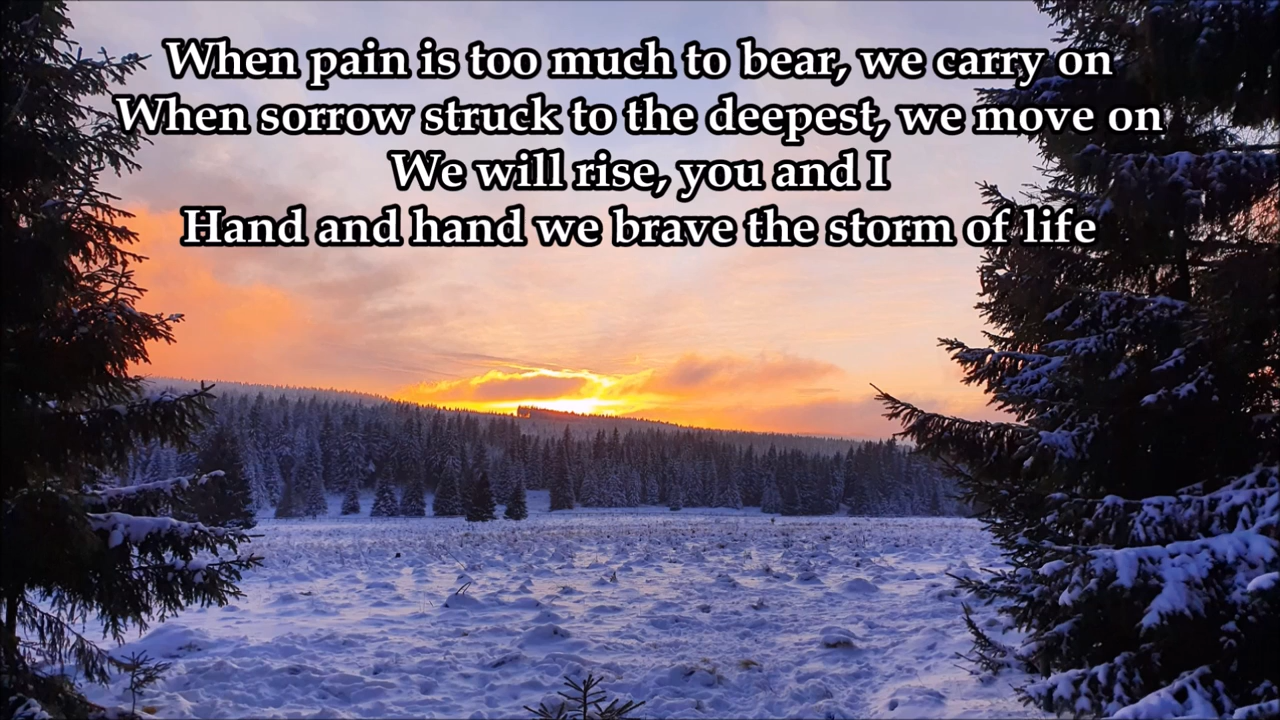 When pain is too much to bear, we carry on
When sorrow struck to the deepest, we move on
We will rise, you and I
Hand and hand we brave the storm of life